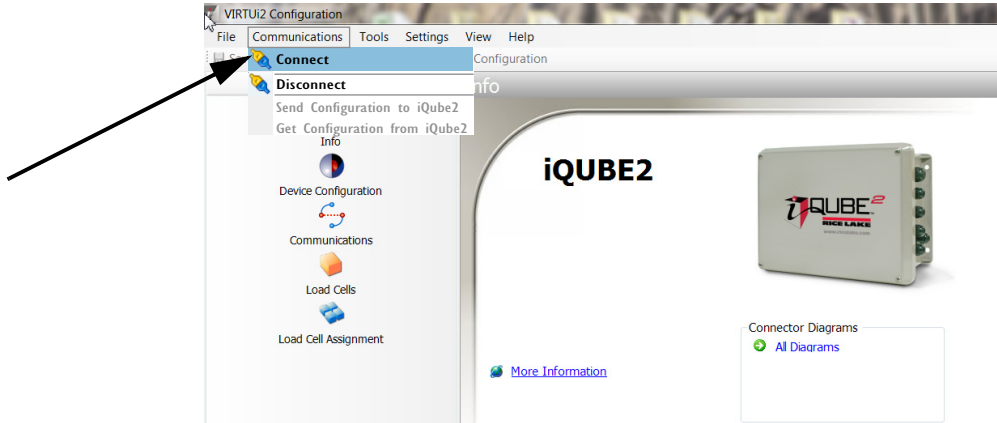 VIRTUi2 Configuration
File Communications Tools Settings View Help
Connect
Configuration
Disconnect
Send Configuration to iQube2
Get Configuration from iQube2
Info
Device Configuration
Communications
Load Cells
Load Cell Assignment
iQUBE2
iQUBE2
RICE LAKE
Connector Diagrams
All Diagrams
More Information